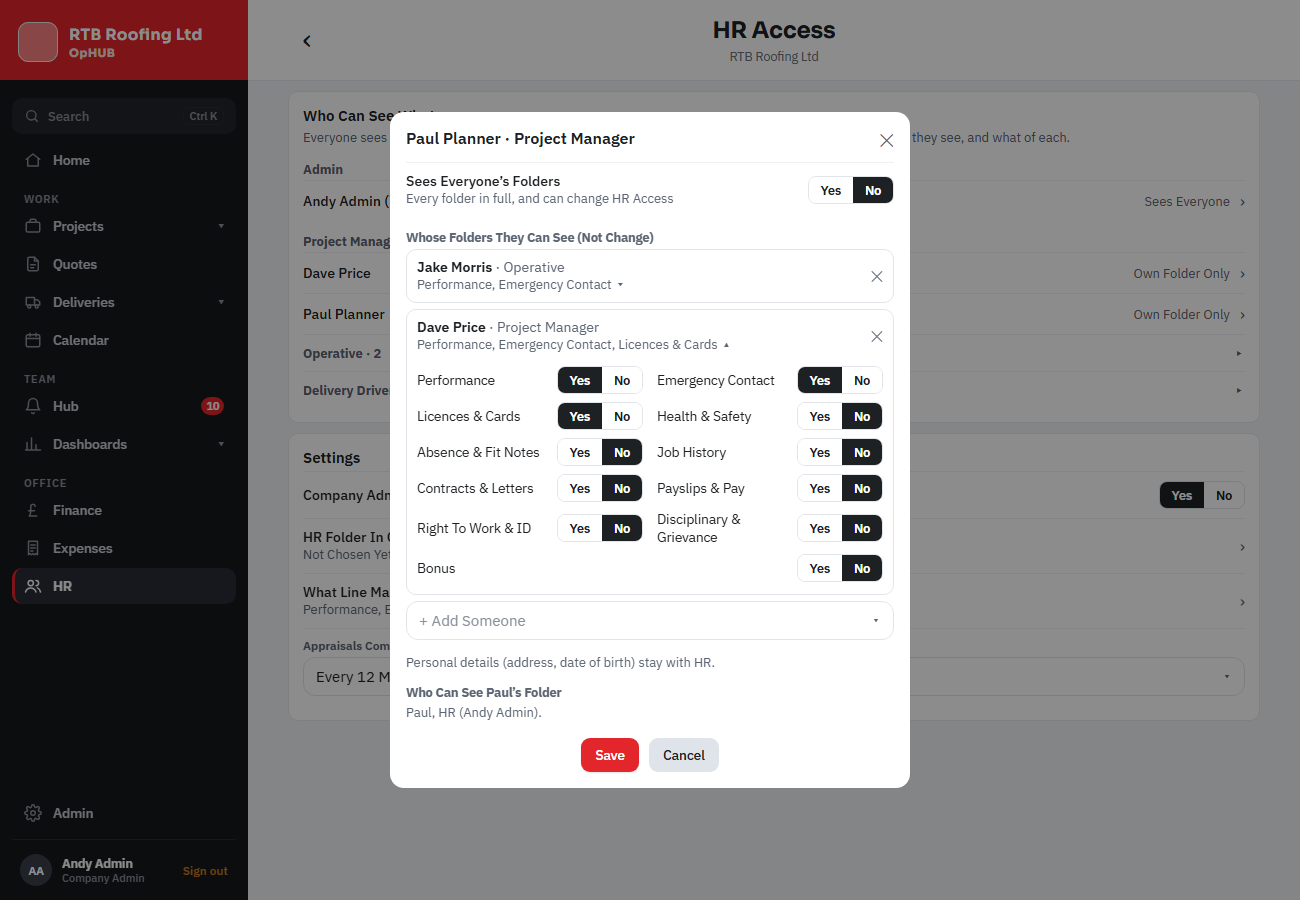 RTB Roofing Ltd
OpHUB
Search Ctrl K
Home
WORK
Projects
Quotes
Deliveries
Calendar
TEAM
Hub 10
Dashboards
OFFICE
Finance
Expenses
HR
Admin
AA
Andy Admin
Company Admin
Sign out
HR Access
RTB Roofing Ltd
Who Can See What
Everyone sees they see, and what of each.
Admin
Andy Admin ( Sees Everyone
Project Manag
Dave Price Own Folder Only
Paul Planner Own Folder Only
Operative · 2
Delivery Drive
Settings
Company Adm Yes No
HR Folder In
Not Chosen Yet
What Line Ma
Performance, E
Appraisals Com
Every 12 M
Paul Planner · Project Manager
Sees Everyone’s Folders
Every folder in full, and can change HR Access
Yes No
Whose Folders They Can See (Not Change)
Jake Morris · Operative
Performance, Emergency Contact
Dave Price · Project Manager
Performance, Emergency Contact, Licences & Cards
Performance Yes No Emergency Contact Yes No
Licences & Cards Yes No Health & Safety Yes No
Absence & Fit Notes Yes No Job History Yes No
Contracts & Letters Yes No Payslips & Pay Yes No
Right To Work & ID Yes No Disciplinary &
Grievance Yes No
Bonus Yes No
+ Add Someone
Personal details (address, date of birth) stay with HR.
Who Can See Paul’s Folder
Paul, HR (Andy Admin).
Save Cancel